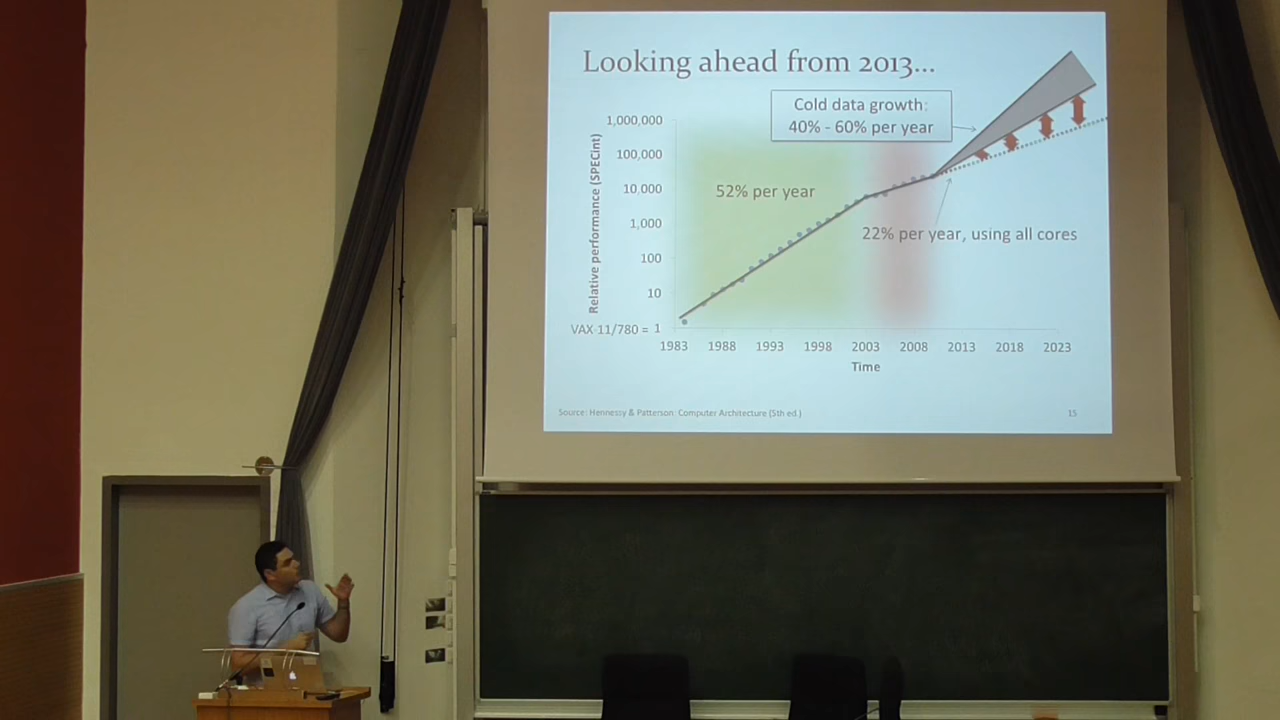 Looking ahead from 2013...
Cold data growth:
40% - 60% per year
1,000,000
100,000
10,000
1,000
100
10
VAX 11/780 = 1
Relative performance (SPECint)
52% per year
22% per year, using all cores
1983 1988 1993 1998 2003 2008 2013 2018 2023
Time
Source: Hennessy & Patterson: Computer Architecture (5th ed.)
15